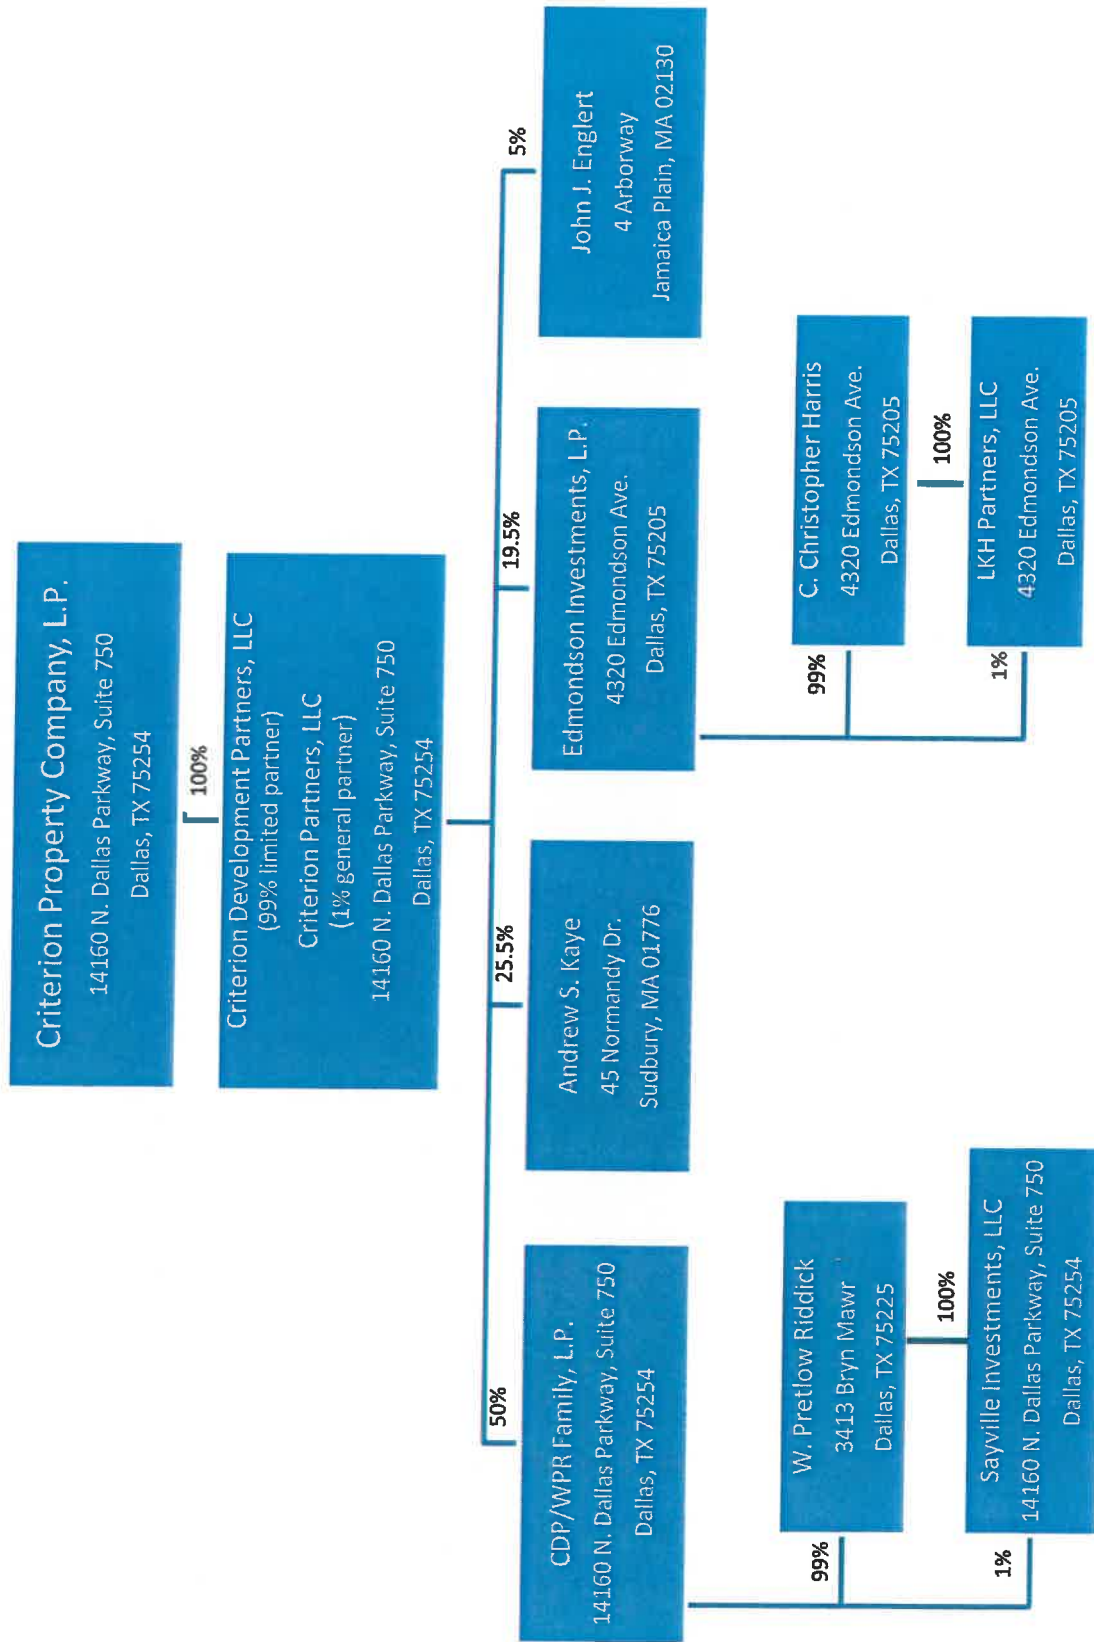 Criterion Property Company, L.P.
14160 N. Dallas Parkway, Suite 750
Dallas, TX 75254
100%
Criterion Development Partners, LLC
(99% limited partner)
Criterion Partners, LLC
(1% general partner)
14160 N. Dallas Parkway, Suite 750
Dallas, TX 75254
50%
25.5%
19.5%
5%
CDP/WPR Family, L.P.
14160 N. Dallas Parkway, Suite 750
Dallas, TX 75254
Andrew S. Kaye
45 Normandy Dr.
Sudbury, MA 01776
Edmondson Investments, L.P.
4320 Edmondson Ave.
Dallas, TX 75205
John J. Englert
4 Arborway
Jamaica Plain, MA 02130
99%
W. Pretlow Riddick
3413 Bryn Mawr
Dallas, TX 75225
100%
1%
Sayville Investments, LLC
14160 N. Dallas Parkway, Suite 750
Dallas, TX 75254
99%
C. Christopher Harris
4320 Edmondson Ave.
Dallas, TX 75205
100%
1%
LKH Partners, LLC
4320 Edmondson Ave.
Dallas, TX 75205